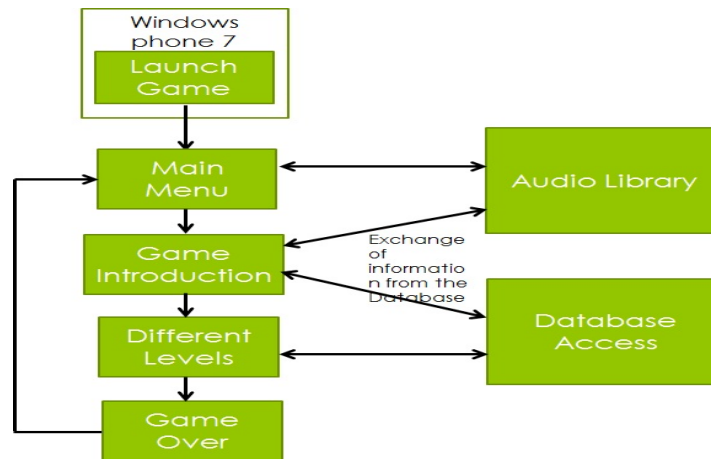 Windows
phone 7
Launch
Game
Main
Menu
Audio Library
Game
Introduction
Exchange
of
informatio
n from the
Database
Different
Levels
Database
Access
Game
Over